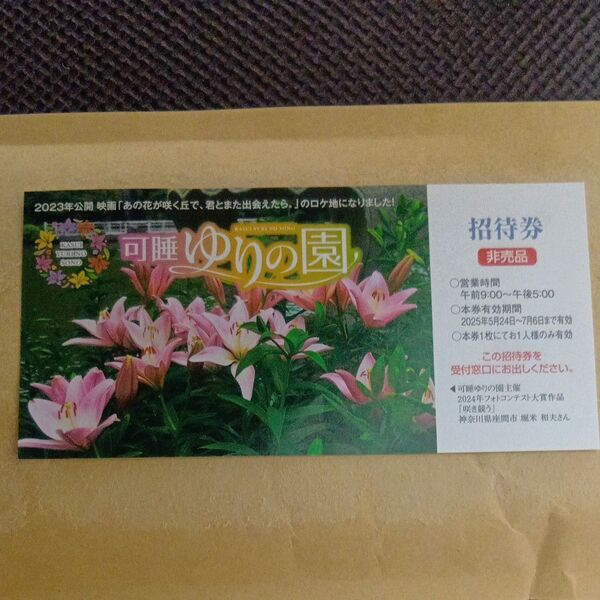 2023年公開 映画「あの花が咲く丘で、君とまた出会えたら。」のロケ地になりました!
KASUI YURI NO SONO
可睡 ゆりの園
KASUI
YURI NO
SONO
招待券
非売品
○営業時間
午前9:00～午後5:00
○本券有効期間
2025年5月24日～7月6日まで有効
○本券1枚にてお1人様のみ有効
この招待券を
受付窓口にお出しください。
◀可睡ゆりの園主催
2024年フォトコンテスト大賞作品
「咲き競う」
神奈川県座間市 堀米 和夫さん